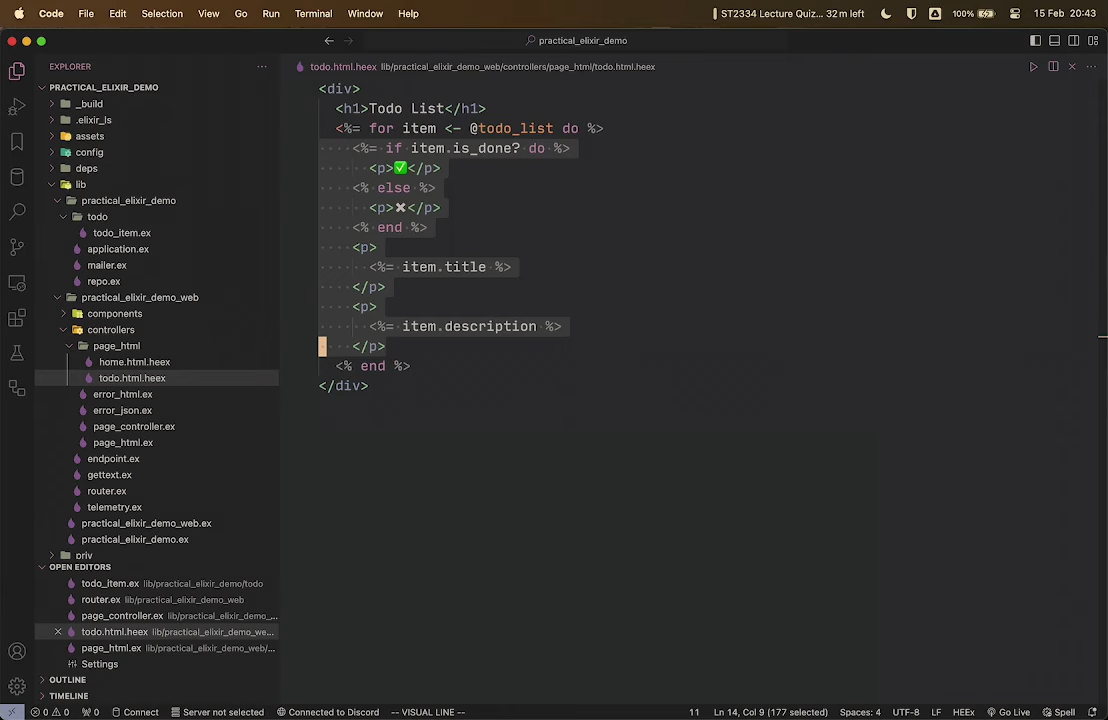 Code File Edit Selection View Go Run Terminal Window Help ST2334 Lecture Quiz... 32 m left 100% 15 Feb 20:43
practical_elixir_demo
EXPLORER
todo.html.heex lib/practical_elixir_demo_web/controllers/page_html/todo.html.heex
PRACTICAL_ELIXIR_DEMO
_build
.elixir_ls
assets
config
deps
lib
practical_elixir_demo
todo
todo_item.ex
application.ex
mailer.ex
repo.ex
practical_elixir_demo_web
components
controllers
page_html
home.html.heex
todo.html.heex
error_html.ex
error_json.ex
page_controller.ex
page_html.ex
endpoint.ex
gettext.ex
router.ex
telemetry.ex
practical_elixir_demo_web.ex
practical_elixir_demo.ex
priv
OPEN EDITORS
todo_item.ex lib/practical_elixir_demo/todo
router.ex lib/practical_elixir_demo_web
page_controller.ex lib/practical_elixir_demo_...
todo.html.heex lib/practical_elixir_demo_we...
page_html.ex lib/practical_elixir_demo_web/...
Settings
OUTLINE
TIMELINE
<div>
<h1>Todo List</h1>
<%= for item <- @todo_list do %>
<%= if item.is_done? do %>
<p>✅</p>
<% else %>
<p>✖</p>
<% end %>
<p>
<%= item.title %>
</p>
<p>
<%= item.description %>
</p>
<% end %>
</div>
0 0 0 Connect Server not selected Connected to Discord -- VISUAL LINE -- 11 Ln 14, Col 9 (177 selected) Spaces: 4 UTF-8 LF HEEx Go Live Spell